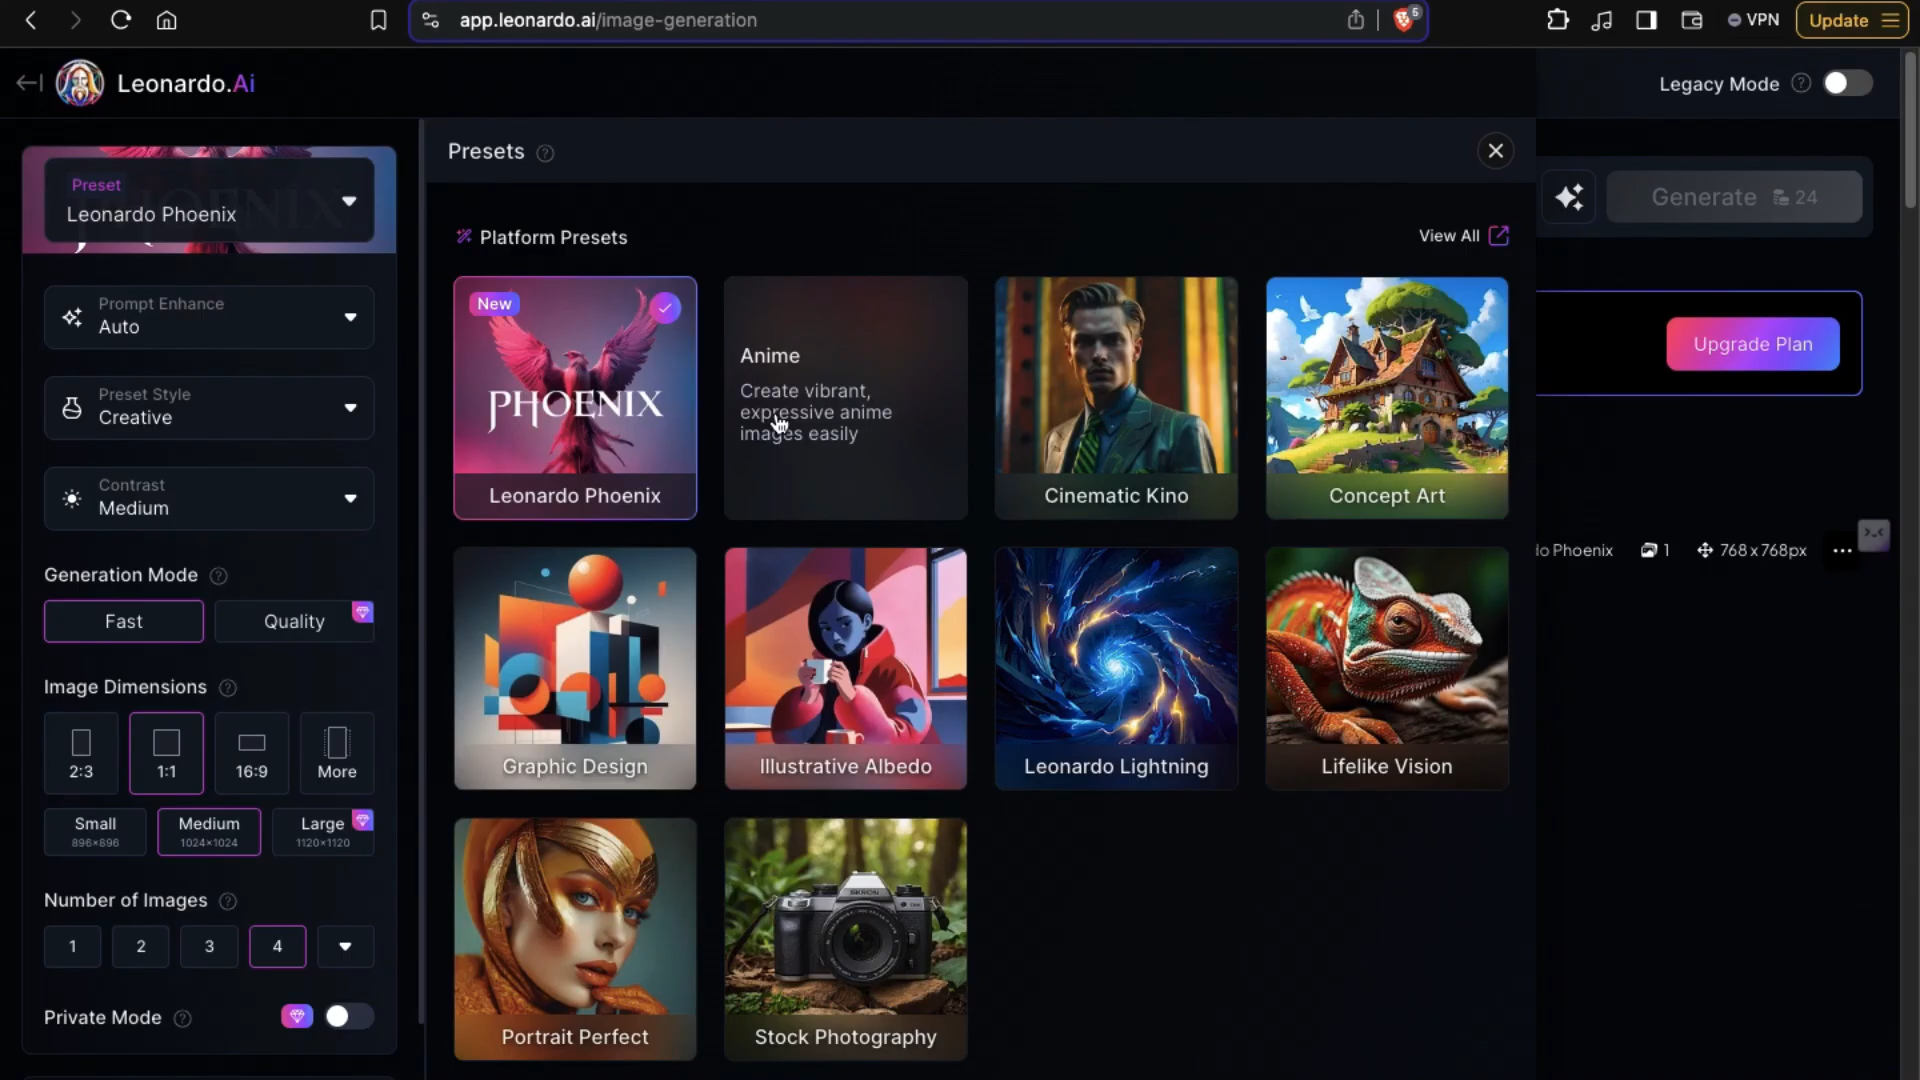 app.leonardo.ai/image-generation
5
VPN
Update
Leonardo.Ai
Legacy Mode
Preset
Leonardo Phoenix
Prompt Enhance
Auto
Preset Style
Creative
Contrast
Medium
Generation Mode
Fast
Quality
Image Dimensions
2:3
1:1
16:9
More
Small
896×896
Medium
1024×1024
Large
1120×1120
Number of Images
1
2
3
4
Private Mode
Presets
Platform Presets
View All
New
PHOENIX
Leonardo Phoenix
Anime
Create vibrant,
expressive anime
images easily
Cinematic Kino
Concept Art
Graphic Design
Illustrative Albedo
Leonardo Lightning
Lifelike Vision
Portrait Perfect
Stock Photography
Generate 24
Upgrade Plan
Phoenix
1
768 x 768px